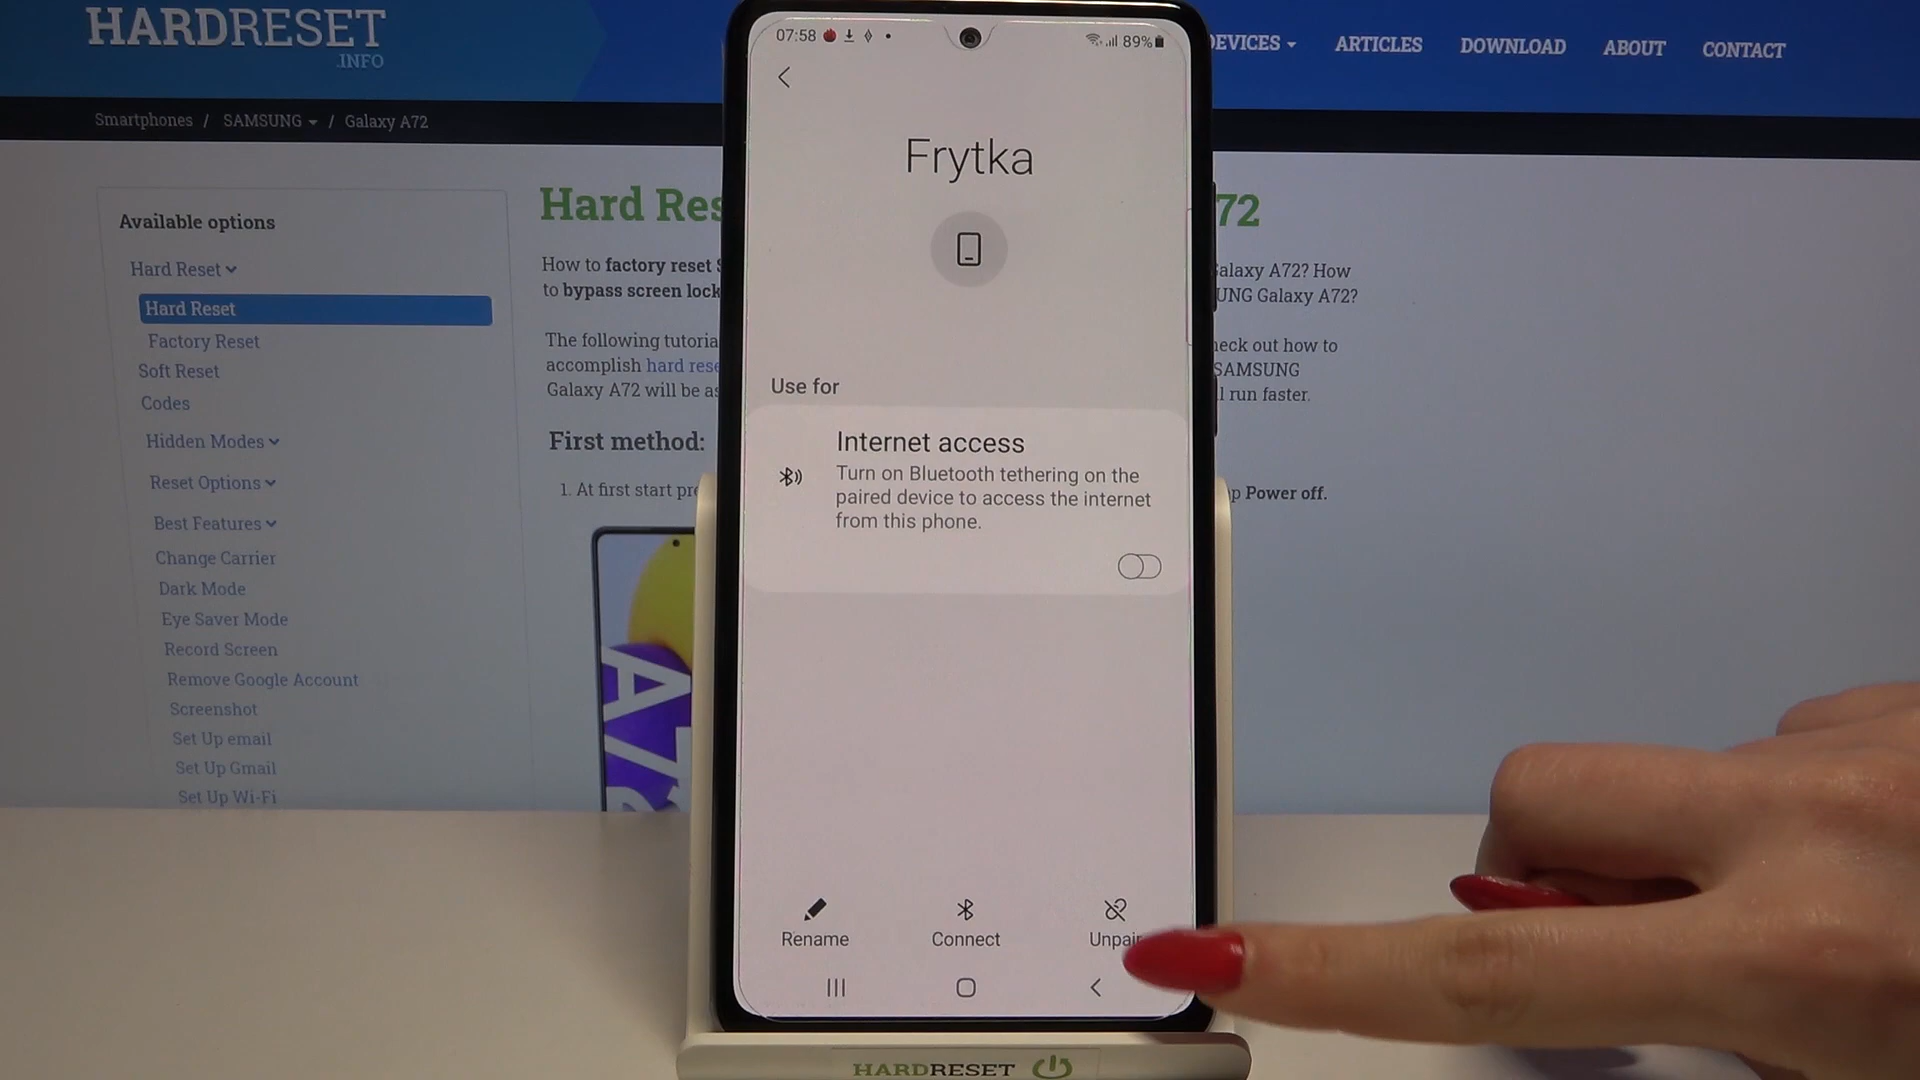 HARDRESET
.INFO
DEVICES
ARTICLES
DOWNLOAD
ABOUT
CONTACT
Smartphones / SAMSUNG / Galaxy A72
Available options
Hard Reset
Hard Reset
Factory Reset
Soft Reset
Codes
Hidden Modes
Reset Options
Best Features
Change Carrier
Dark Mode
Eye Saver Mode
Record Screen
Remove Google Account
Screenshot
Set Up email
Set Up Gmail
Set Up Wi-Fi
Hard Res
72
How to factory reset
Galaxy A72? How
to bypass screen lock
UNG Galaxy A72?
The following tutoria
heck out how to
accomplish hard rese
SAMSUNG
Galaxy A72 will be as
l run faster.
First method:
1. At first start pre
p Power off.
A72
07:58
89%
Frytka
Use for
Internet access
Turn on Bluetooth tethering on the
paired device to access the internet
from this phone.
Rename
Connect
Unpair
HARDRESET